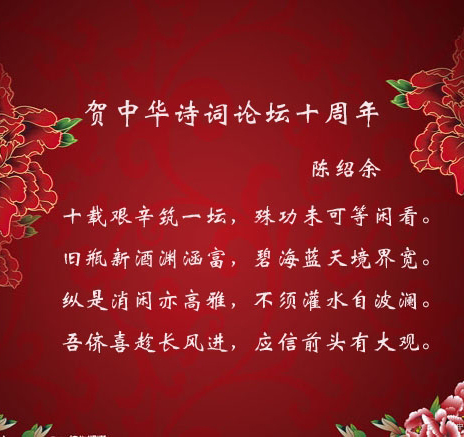 贺中华诗词论坛十周年
陈绍余
十载艰辛筑一坛，殊功未可等闲看。
旧瓶新酒渊涵富，碧海蓝天境界宽。
纵是消闲亦高雅，不须灌水自波澜。
吾侪喜趁长风进，应信前头有大观。